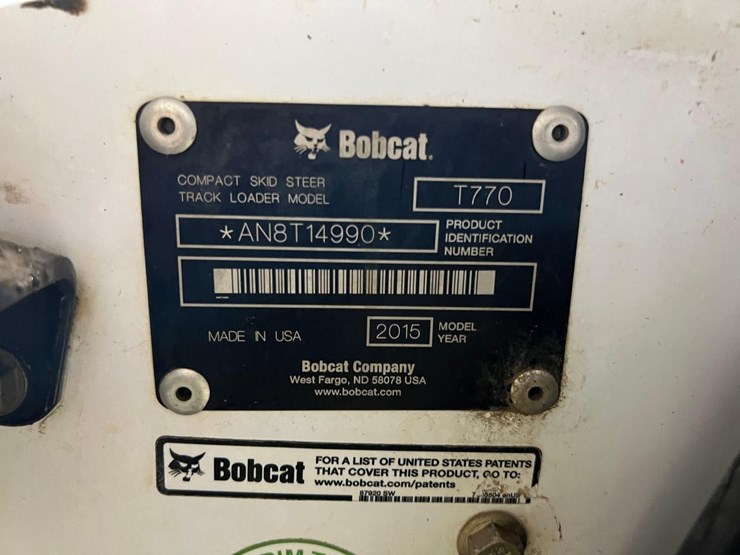 Bobcat.
COMPACT SKID STEER
TRACK LOADER MODEL
T770
*AN8T14990*
PRODUCT
IDENTIFICATION
NUMBER
MADE IN USA
2015
MODEL
YEAR
Bobcat Company
West Fargo, ND 58078 USA
www.bobcat.com
Bobcat
FOR A LIST OF UNITED STATES PATENTS
THAT COVER THIS PRODUCT, GO TO:
www.bobcat.com/patents